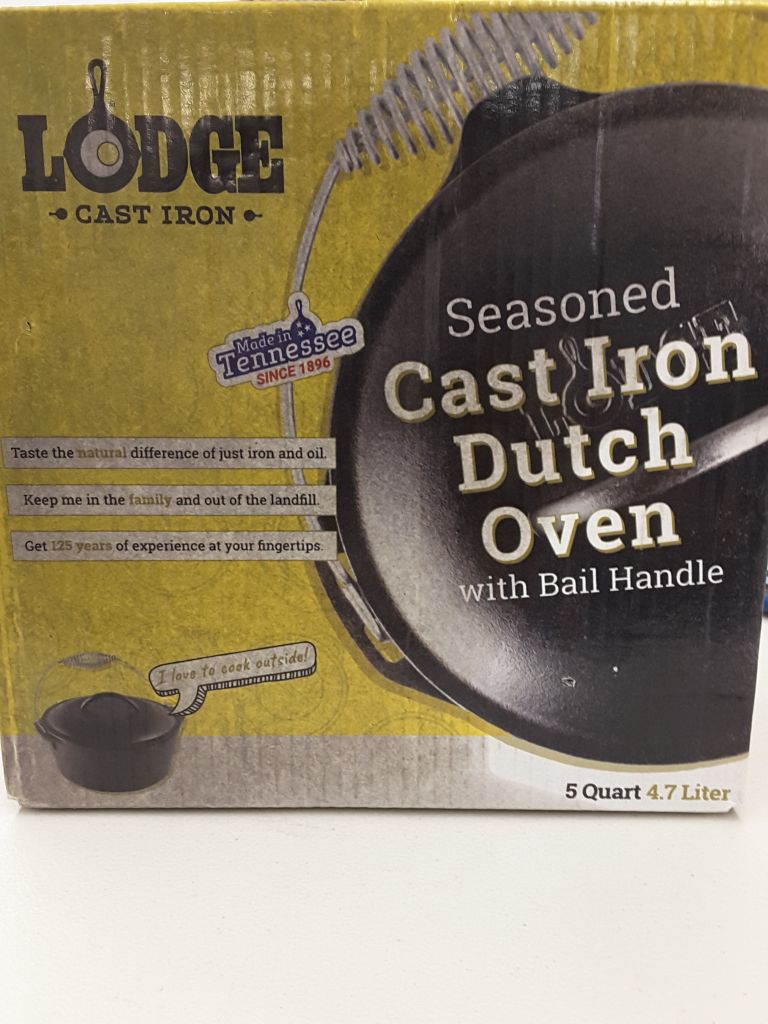 LODGE
CAST IRON
Made in
Tennessee
SINCE 1896
Seasoned
Cast Iron
Dutch
Oven
with Bail Handle
Taste the natural difference of just iron and oil.
Keep me in the family and out of the landfill.
Get 125 years of experience at your fingertips.
I love to cook outside!
5 Quart 4.7 Liter